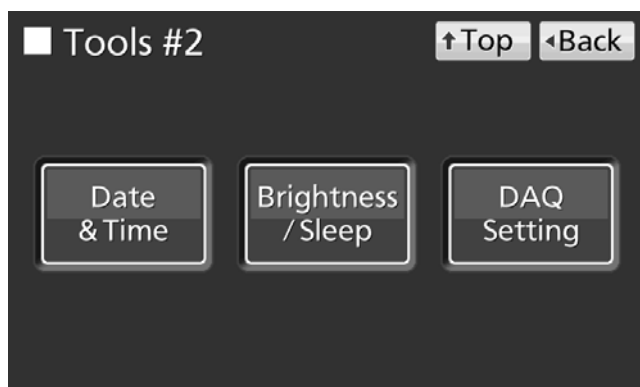 Tools #2
Top
Back
Date
& Time
Brightness
/ Sleep
DAQ
Setting